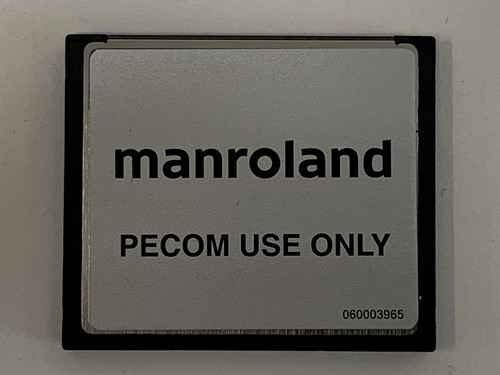 manroland
PECOM USE ONLY
060003965